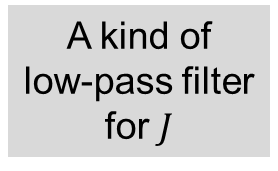 A kind of
low-pass filter
for J